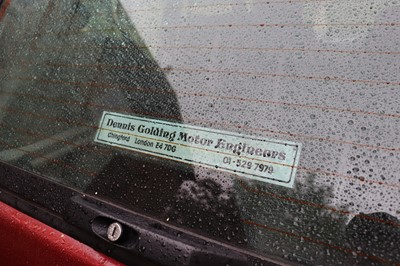 Dennis Golding Motor Engineers
Chingford London E4 7DG 01-529 7979